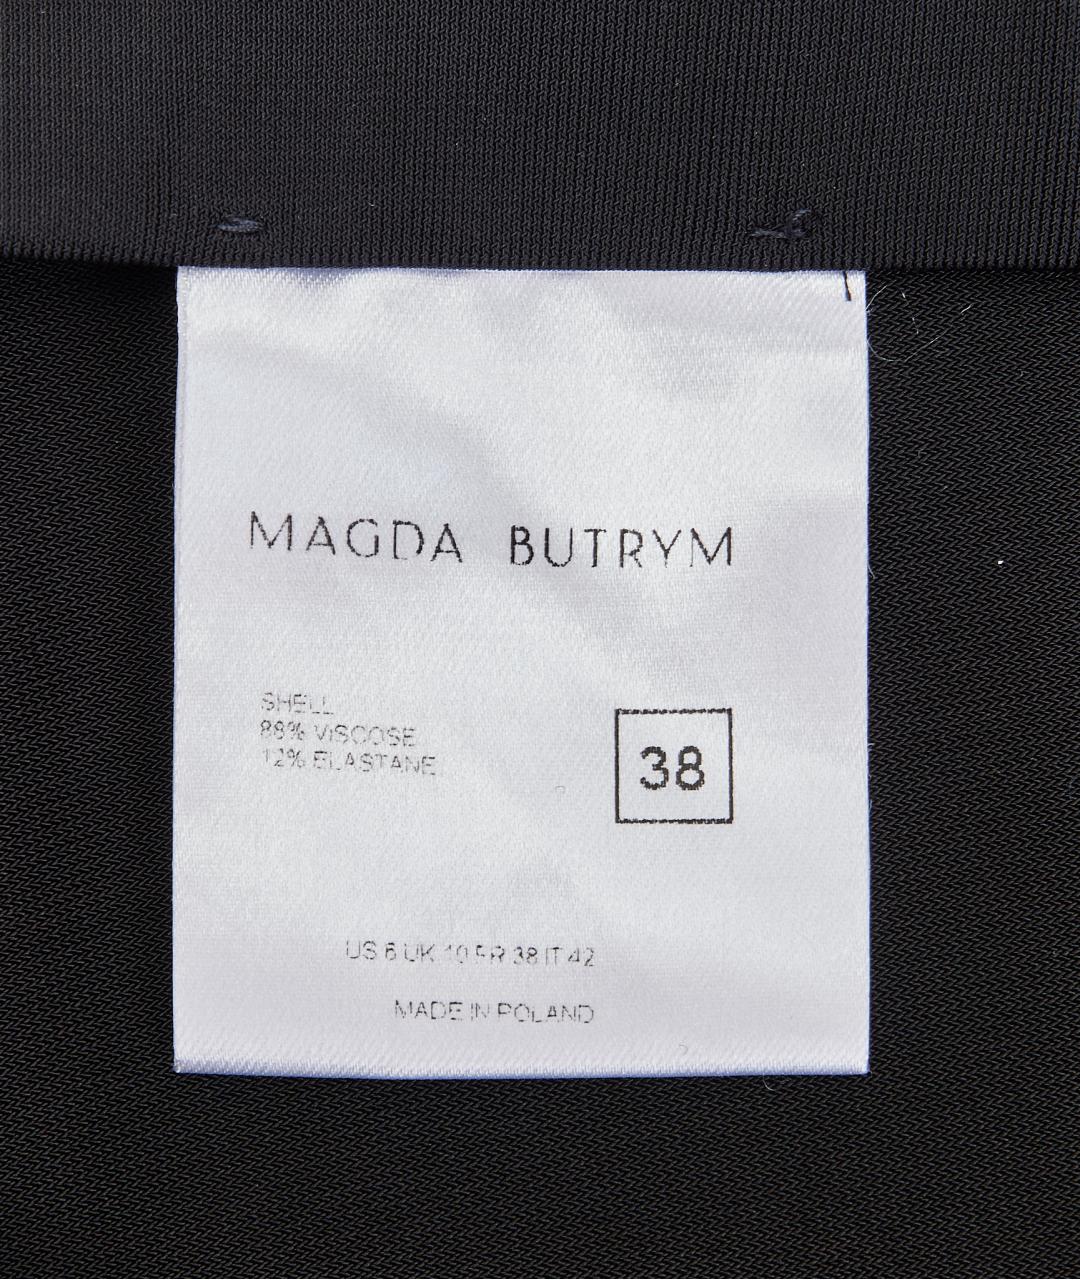 MAGDA BUTRYM
SHELL
88% VISCOSE
12% ELASTANE
38
US 6 UK 10 FR 38 IT 42
MADE IN POLAND